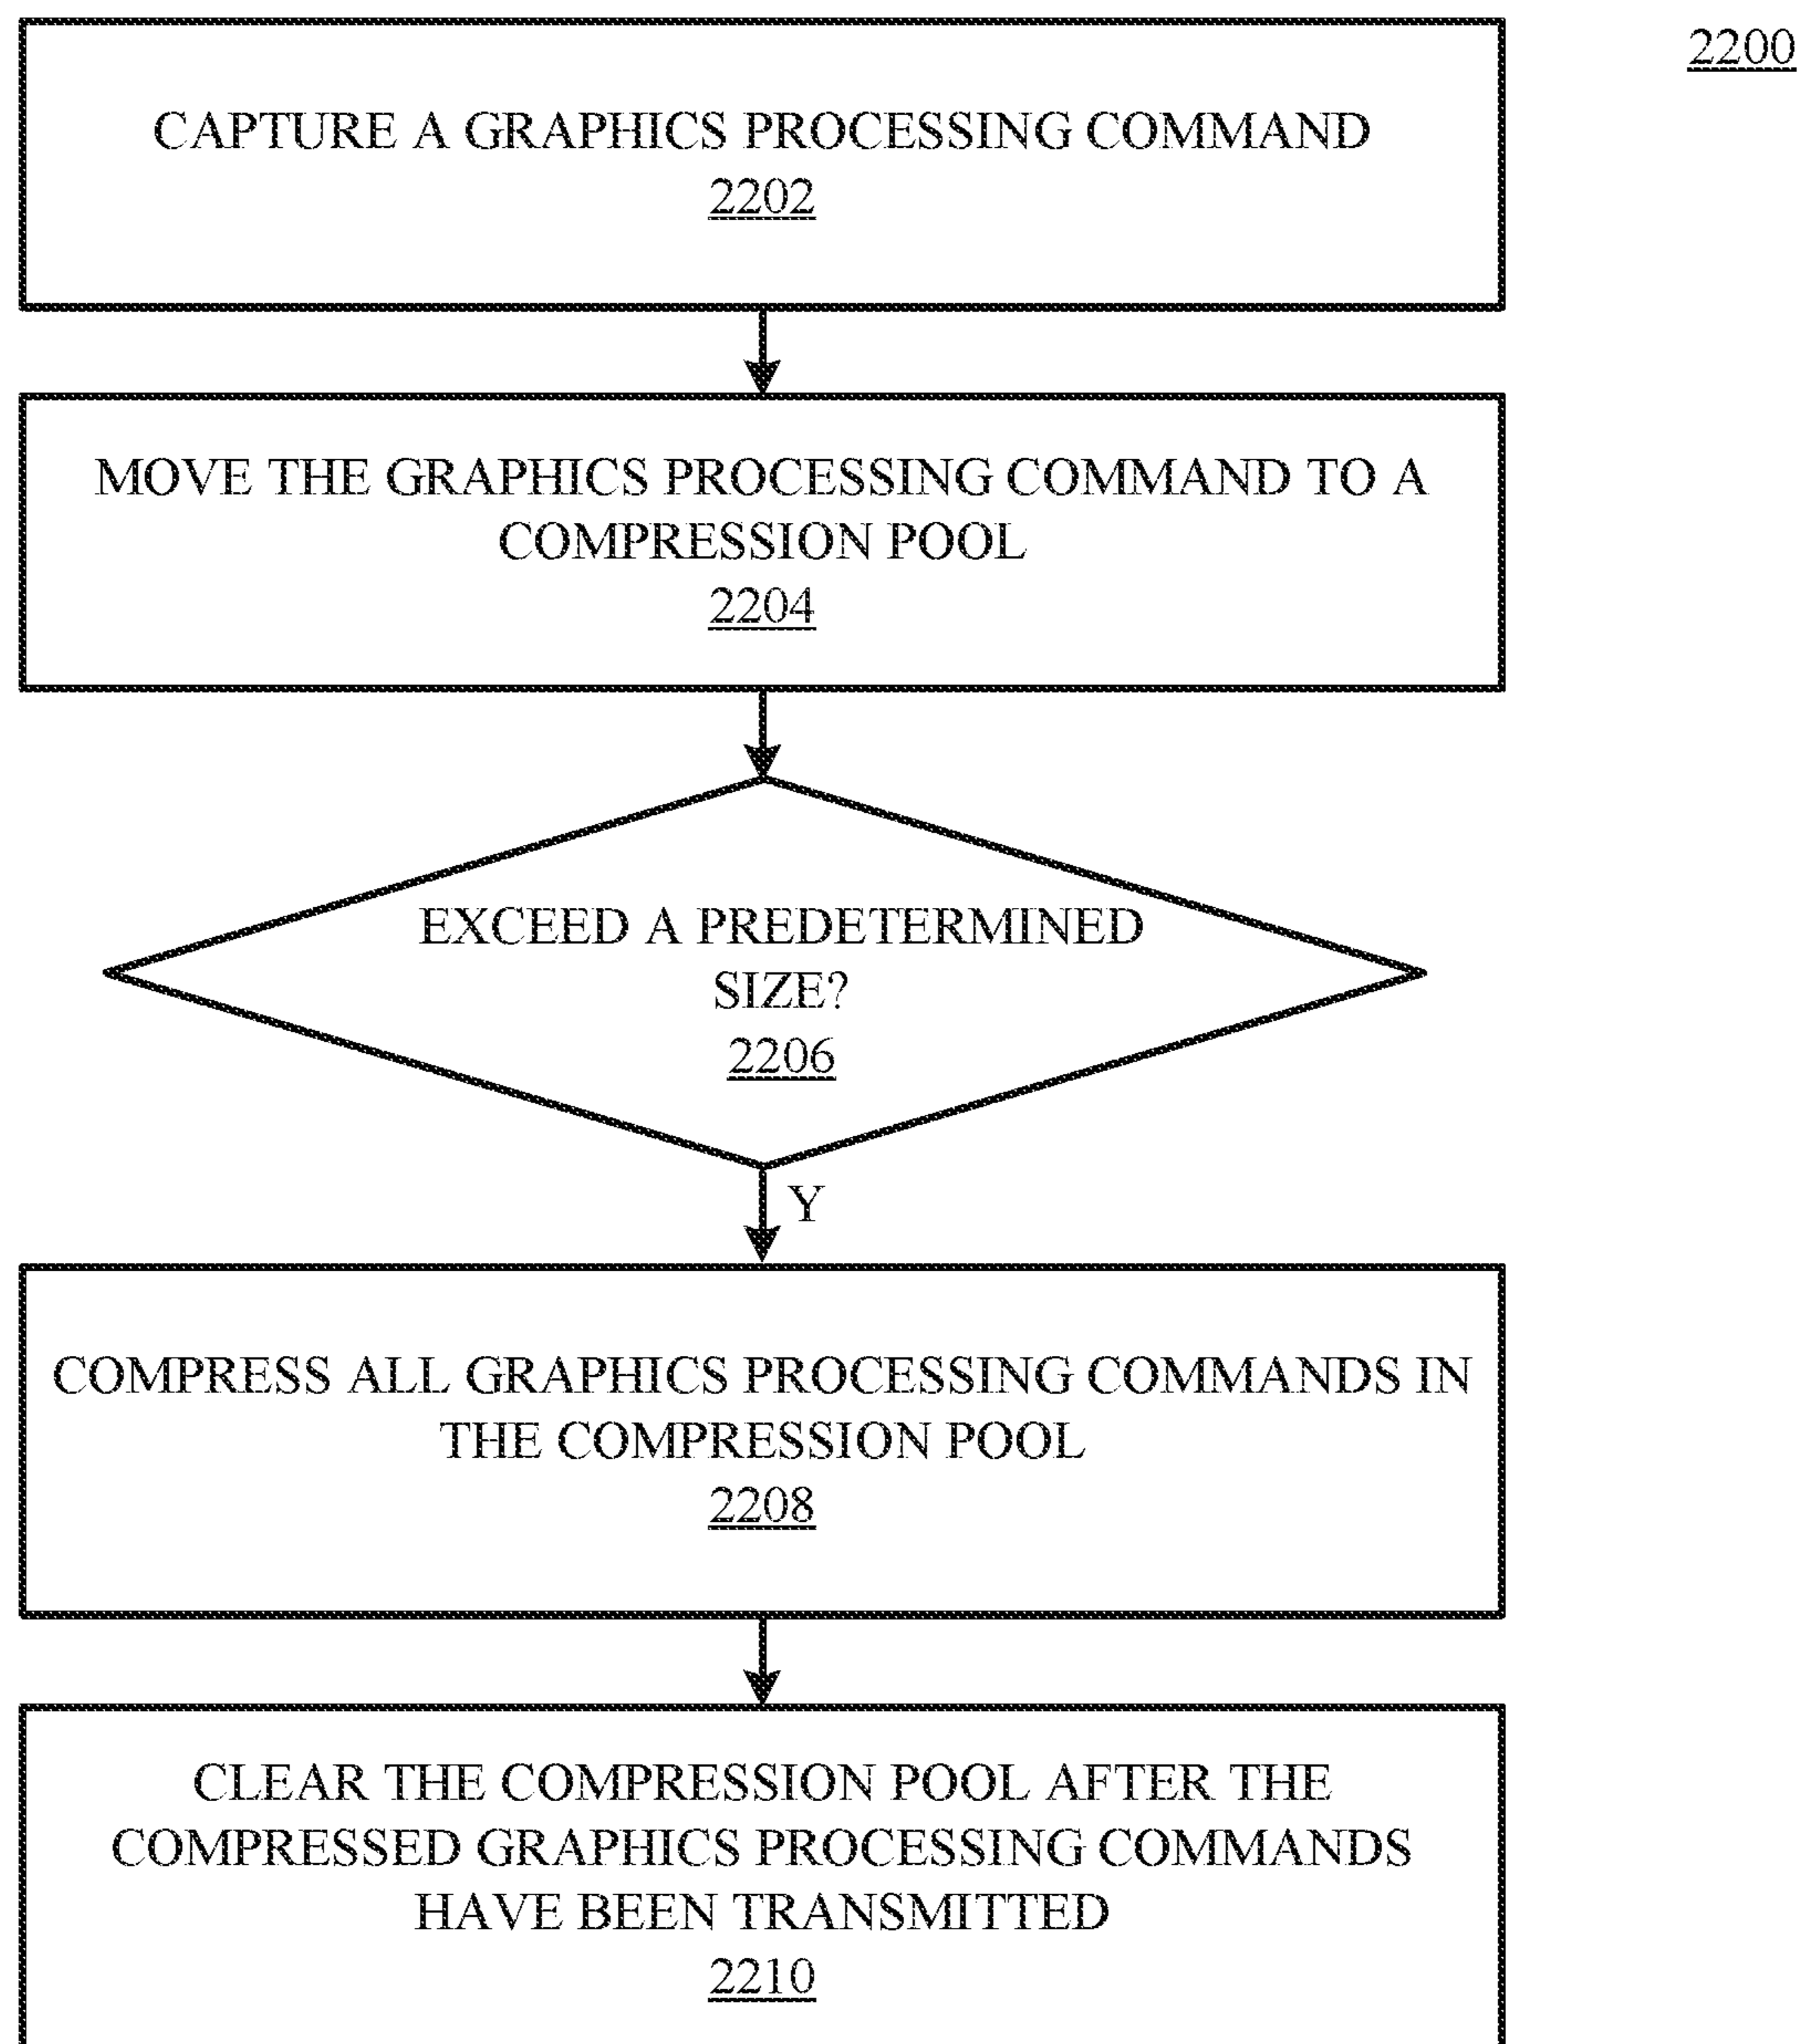 2200
CAPTURE A GRAPHICS PROCESSING COMMAND
2202
MOVE THE GRAPHICS PROCESSING COMMAND TO A
COMPRESSION POOL
2204
EXCEED A PREDETERMINED
SIZE?
2206
Y
COMPRESS ALL GRAPHICS PROCESSING COMMANDS IN
THE COMPRESSION POOL
2208
CLEAR THE COMPRESSION POOL AFTER THE
COMPRESSED GRAPHICS PROCESSING COMMANDS
HAVE BEEN TRANSMITTED
2210